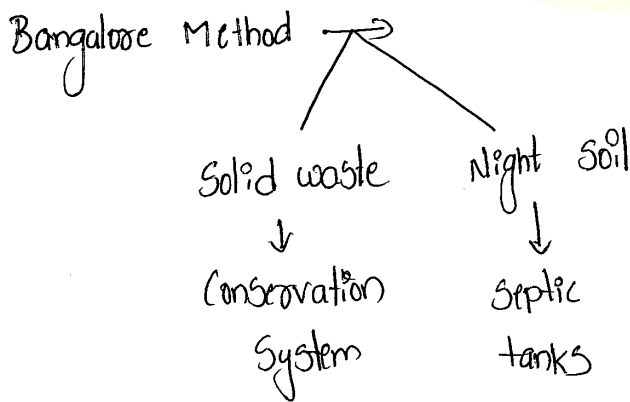 Bangalore Method →
Solid waste
Night Soil
↓
↓
Conservation
System
Septic
tanks